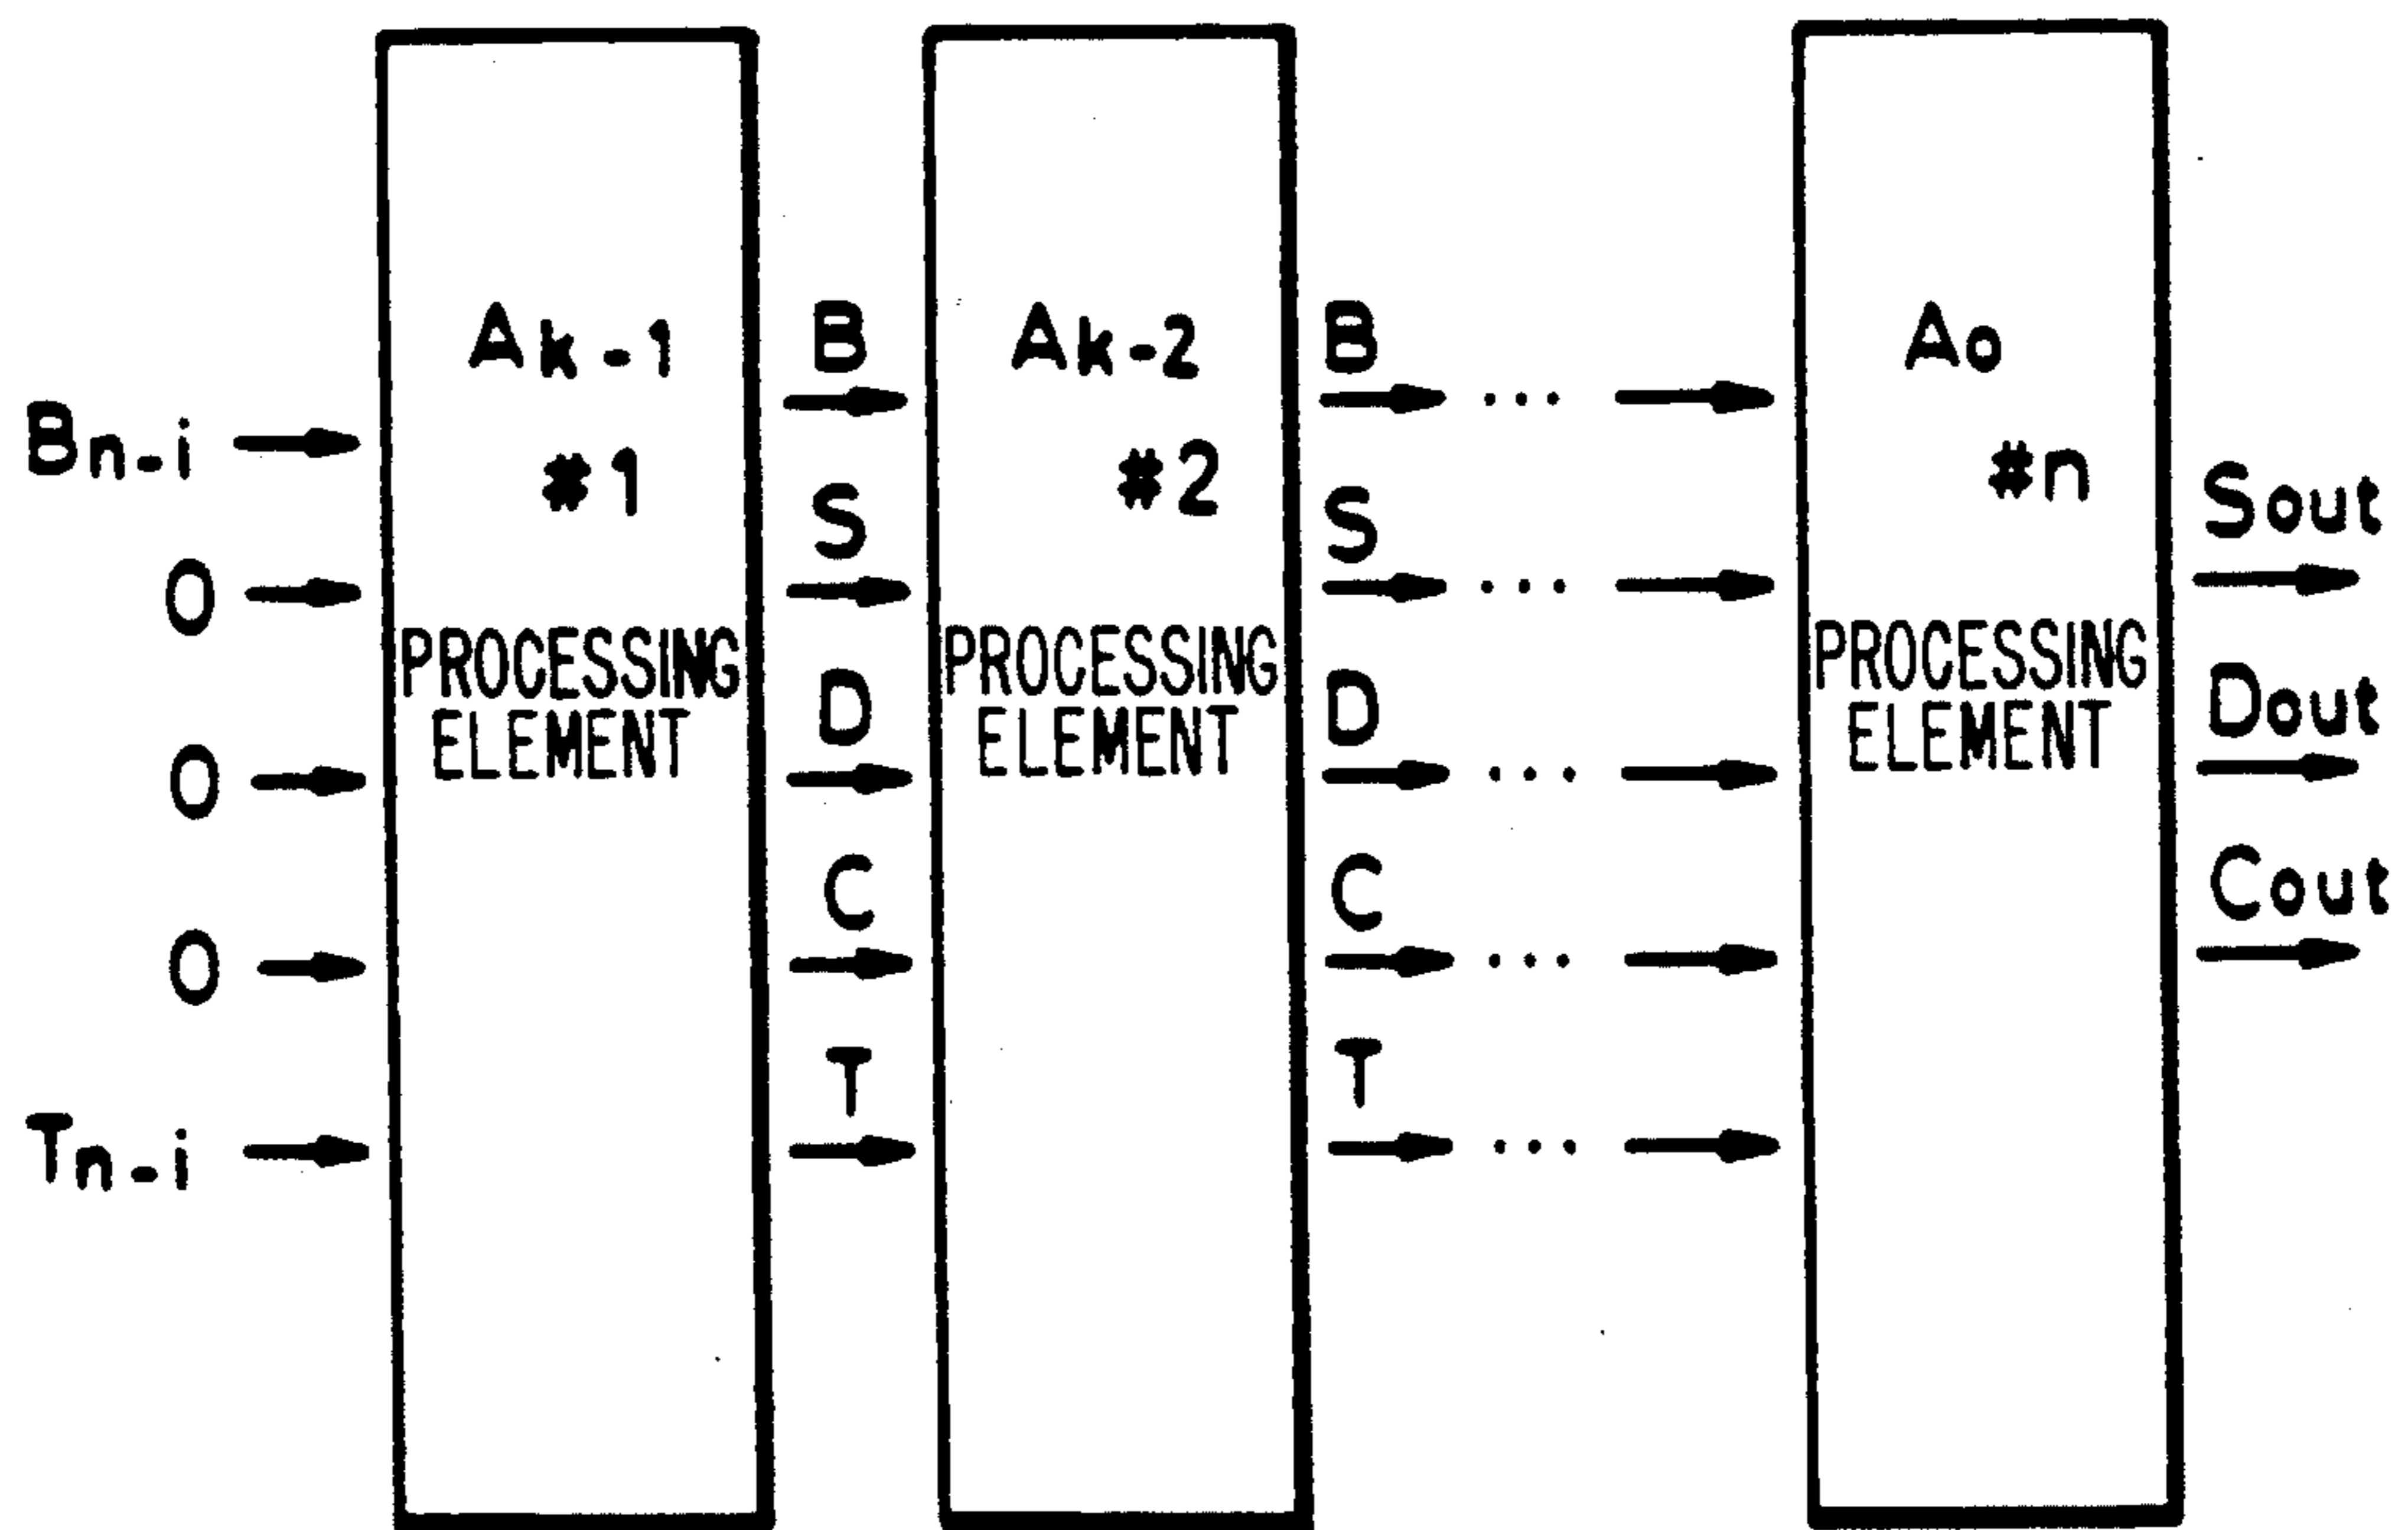 Bn-i
0
0
0
Tn-i
Ak-1
#1
PROCESSING
ELEMENT
B
S
D
C
T
Ak-2
#2
PROCESSING
ELEMENT
B
...
S
...
D
...
C
...
T
...
Ao
#n
PROCESSING
ELEMENT
Sout
Dout
Cout